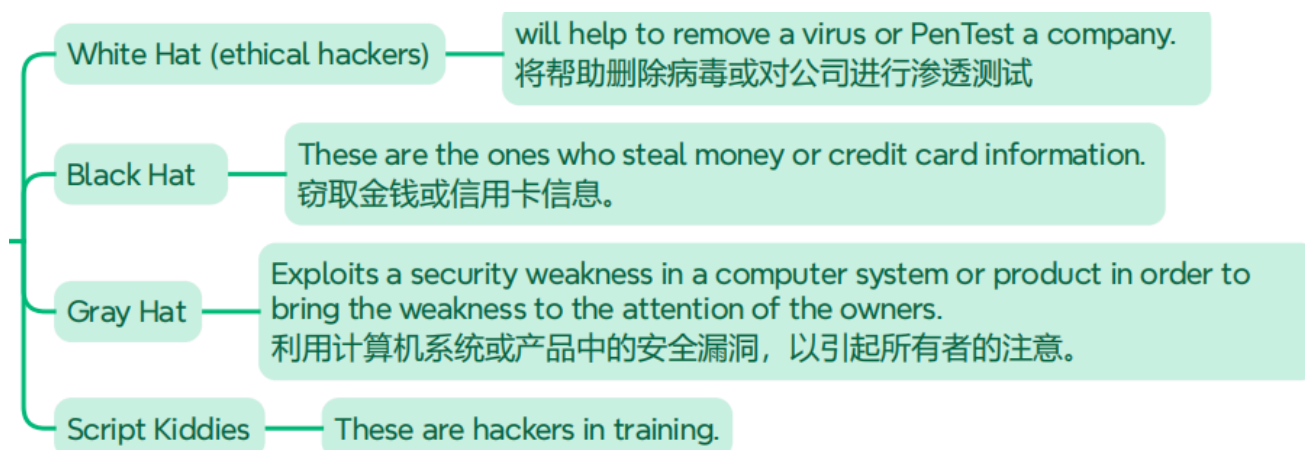 White Hat (ethical hackers)
will help to remove a virus or PenTest a company.
将帮助删除病毒或对公司进行渗透测试
Black Hat
These are the ones who steal money or credit card information.
窃取金钱或信用卡信息。
Gray Hat
Exploits a security weakness in a computer system or product in order to
bring the weakness to the attention of the owners.
利用计算机系统或产品中的安全漏洞，以引起所有者的注意。
Script Kiddies
These are hackers in training.